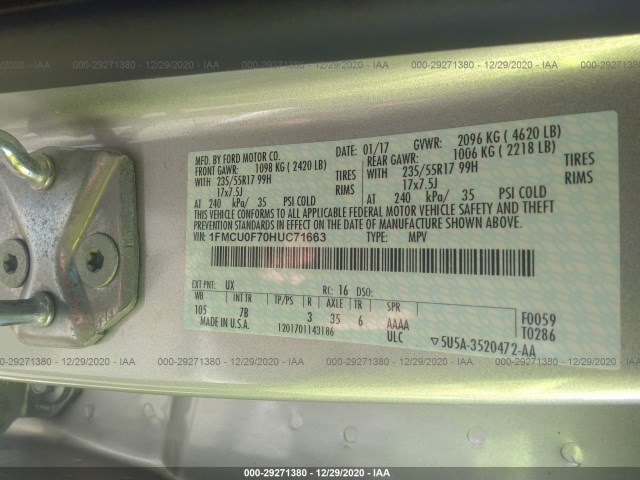 000-29271380 - 12/29/2020 - IAA
MFD. BY FORD MOTOR CO. DATE: 01/17 GVWR: 2096 KG ( 4620 LB)
FRONT GAWR: 1098 KG ( 2420 LB) REAR GAWR: 1006 KG ( 2218 LB)
WITH 235/55R17 99H TIRES WITH 235/55R17 99H TIRES
17x7.5J RIMS 17x7.5J RIMS
AT 240 kPa/ 35 PSI COLD AT 240 kPa/ 35 PSI COLD
THIS VEHICLE CONFORMS TO ALL APPLICABLE FEDERAL MOTOR VEHICLE SAFETY AND THEFT
PREVENTION STANDARDS IN EFFECT ON THE DATE OF MANUFACTURE SHOWN ABOVE.
VIN: 1FMCU0F70HUC71663 TYPE: MPV
EXT PNT: UX RC: 16 DSO:
WB INT TR TP/PS R AXLE TR SPR F0059
105 7B 3 35 6 AAAA T0286
MADE IN U.S.A. 1201701143186 ULC ▽5U5A-3520472-AA
000-29271380 - 12/29/2020 - IAA